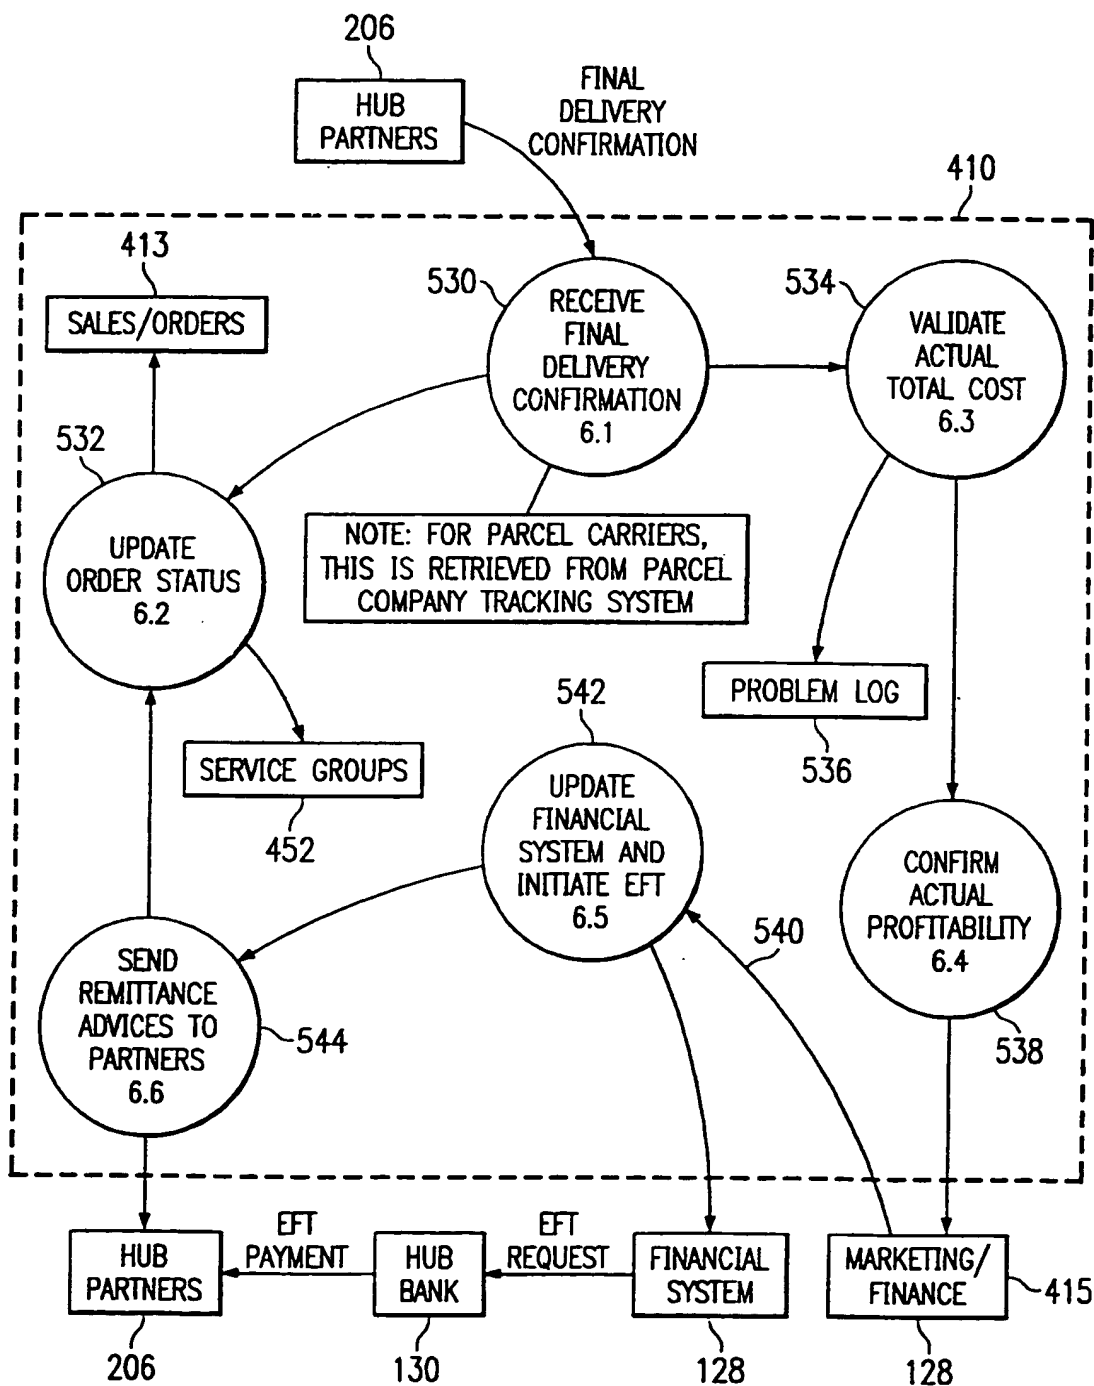 206
HUB
PARTNERS
FINAL
DELIVERY
CONFIRMATION
410
413
SALES/ORDERS
530
RECEIVE
FINAL
DELIVERY
CONFIRMATION
6.1
534
VALIDATE
ACTUAL
TOTAL COST
6.3
532
UPDATE
ORDER STATUS
6.2
NOTE: FOR PARCEL CARRIERS,
THIS IS RETRIEVED FROM PARCEL
COMPANY TRACKING SYSTEM
PROBLEM LOG
536
SERVICE GROUPS
452
542
UPDATE
FINANCIAL
SYSTEM AND
INITIATE EFT
6.5
CONFIRM
ACTUAL
PROFITABILITY
6.4
538
540
SEND
REMITTANCE
ADVICES TO
PARTNERS
6.6
544
HUB
PARTNERS
206
EFT
PAYMENT
HUB
BANK
130
EFT
REQUEST
FINANCIAL
SYSTEM
128
MARKETING/
FINANCE
415
128